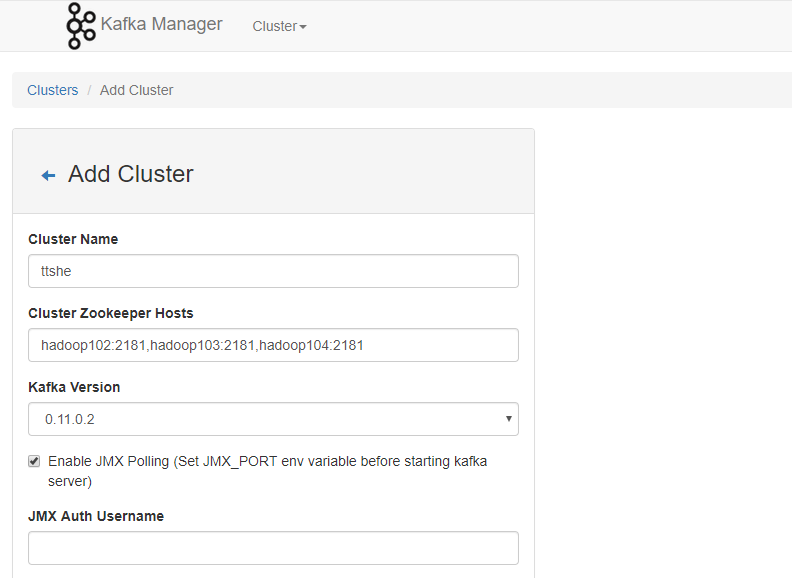 Kafka Manager Cluster
Clusters / Add Cluster
Add Cluster
Cluster Name
ttshe
Cluster Zookeeper Hosts
hadoop102:2181,hadoop103:2181,hadoop104:2181
Kafka Version
0.11.0.2
Enable JMX Polling (Set JMX_PORT env variable before starting kafka
server)
JMX Auth Username